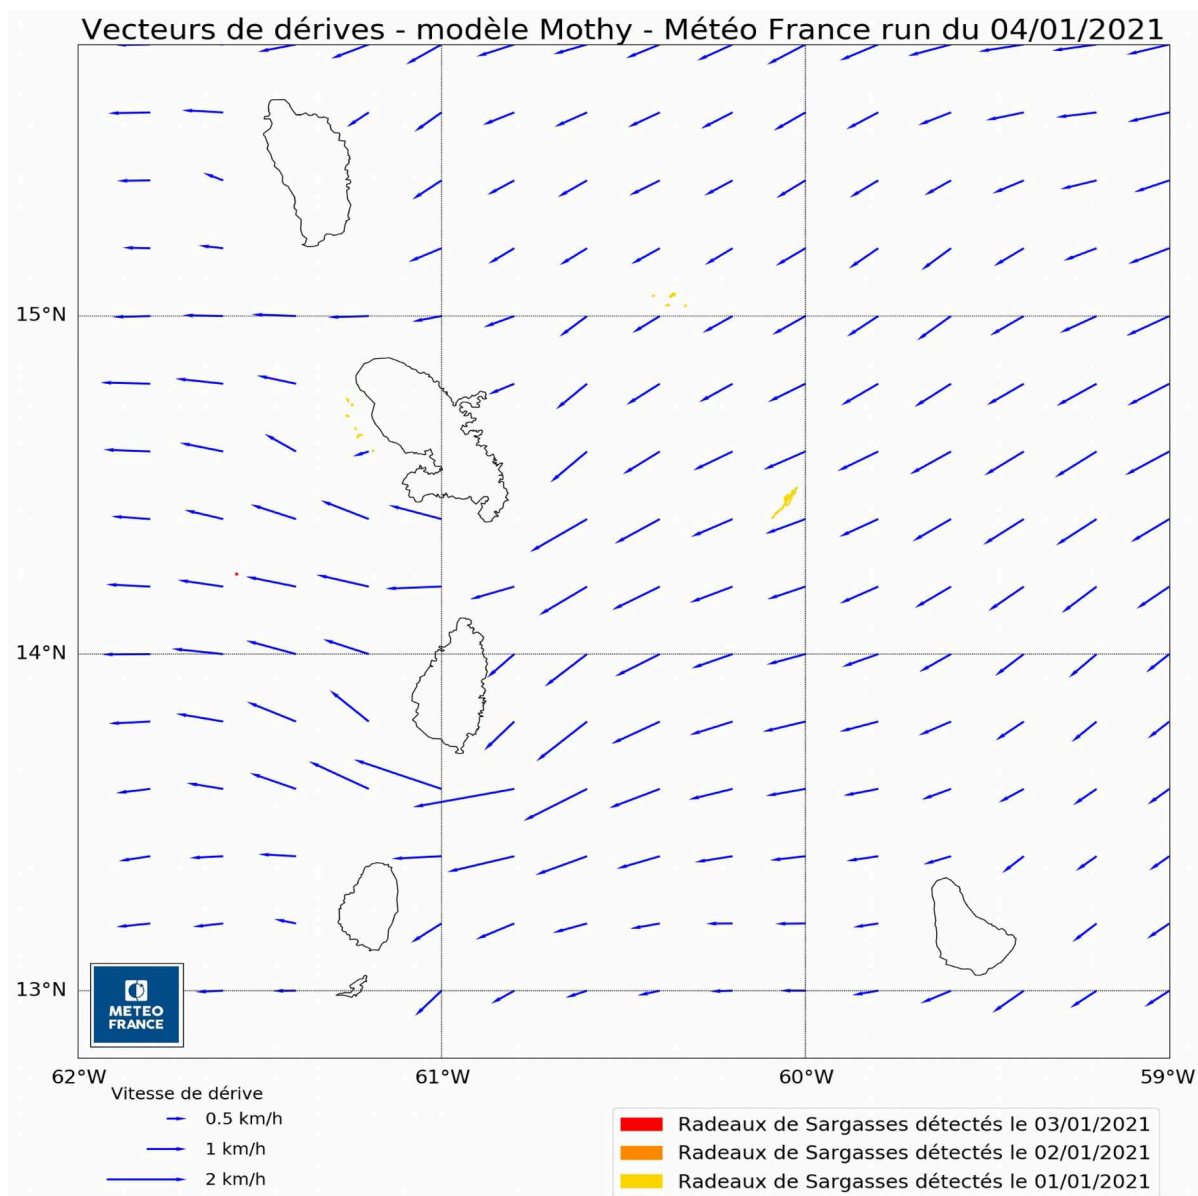 Vecteurs de dérives - modèle Mothy - Météo France run du 04/01/2021
15°N
14°N
13°N
METEO
FRANCE
62°W
61°W
60°W
59°W
Vitesse de dérive
0.5 km/h
1 km/h
2 km/h
Radeaux de Sargasses détectés le 03/01/2021
Radeaux de Sargasses détectés le 02/01/2021
Radeaux de Sargasses détectés le 01/01/2021